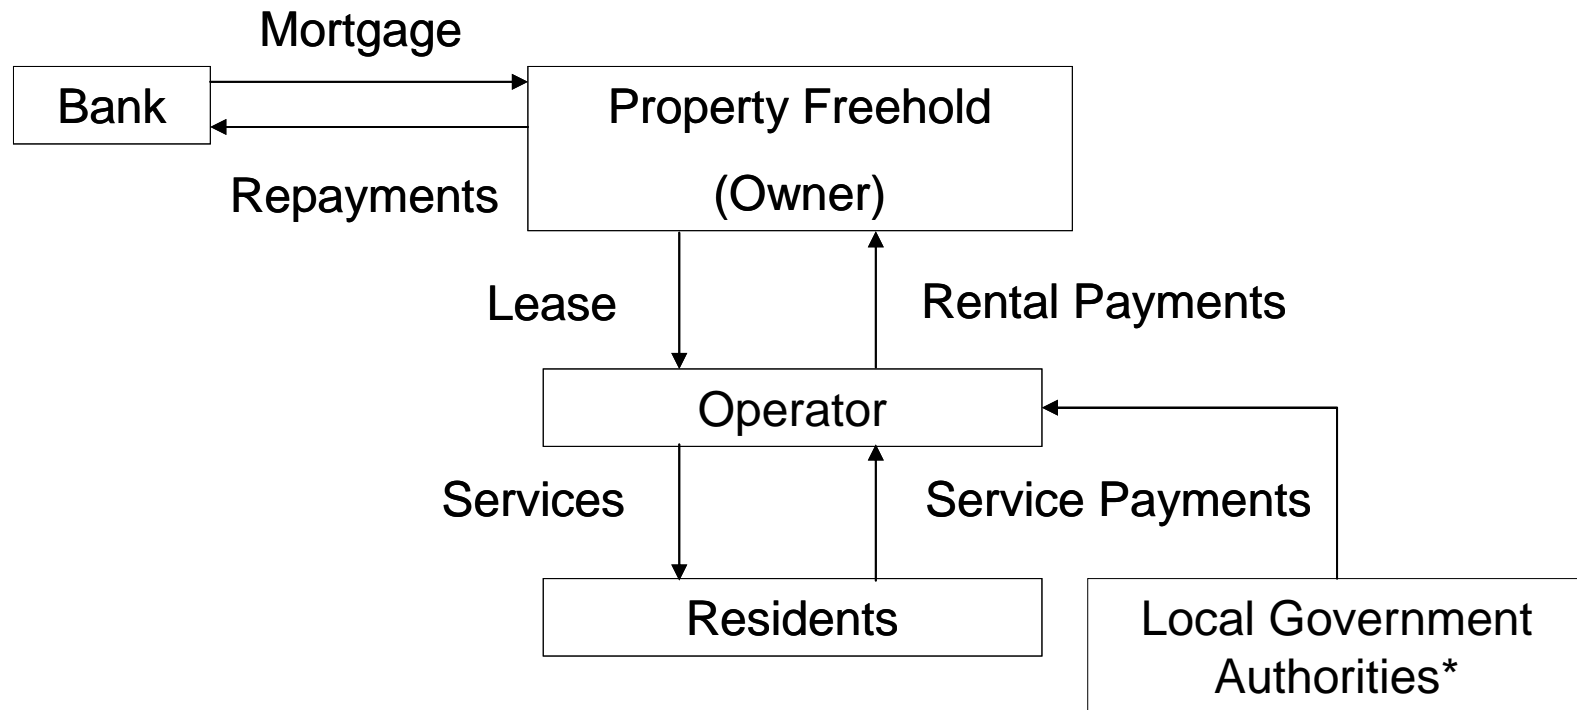 Mortgage
Bank
Property Freehold
(Owner)
Repayments
Lease
Rental Payments
Operator
Services
Service Payments
Residents
Local Government
Authorities*